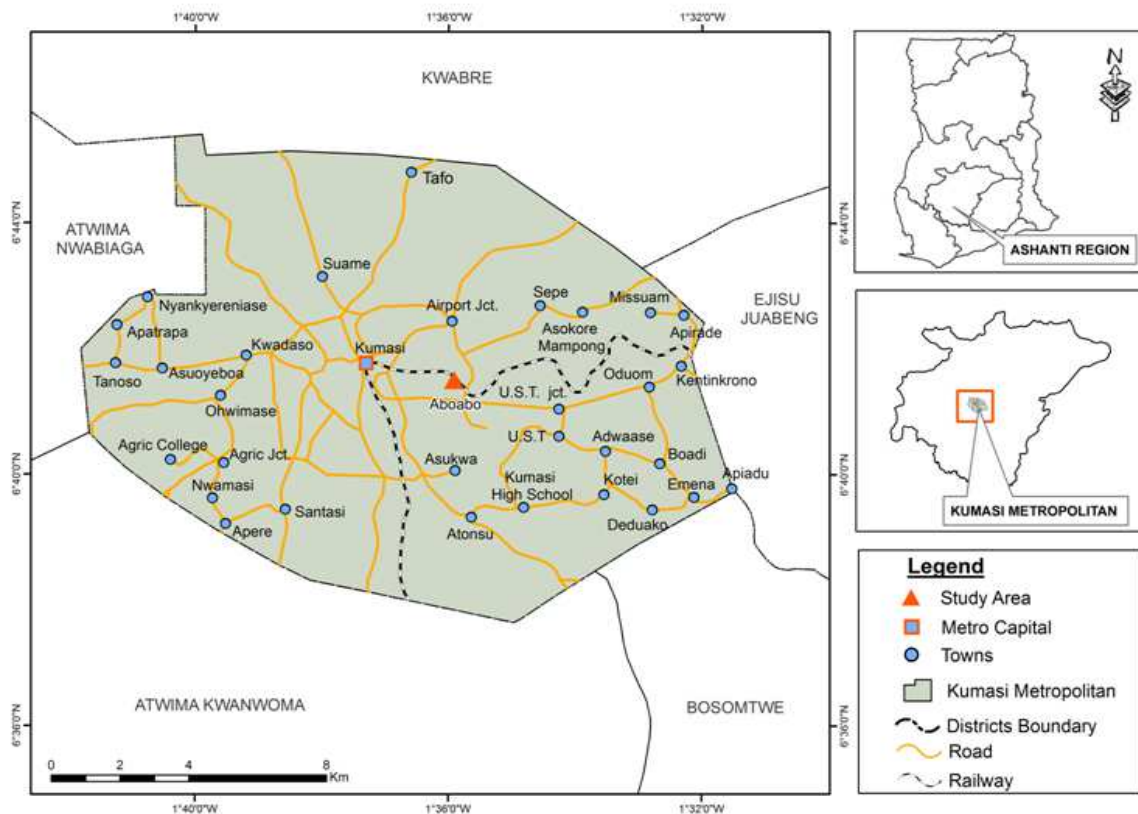 1°40'0"W
1°36'0"W
1°32'0"W
KWABRE
N
Tafo
6°44'0"N
6°44'0"N
ATWIMA
NWABIAGA
ASHANTI REGION
Suame
Nyankyereniase
Airport Jct.
Sepe
Missuam
EJISU
JUABENG
Apatrapa
Asokore
Mampong
Apirade
Kwadaso
Kumasi
Tanoso
Asuoyeboa
Oduom
Kentinkrono
Ohwimase
Aboabo
U.S.T. jct.
U.S.T
Adwaase
Agric College
Agric Jct.
Asukwa
Boadi
6°40'0"N
6°40'0"N
Kumasi
High School
Kotei
Emena
Apiadu
Nwamasi
Santasi
Apere
Atonsu
Deduako
KUMASI METROPOLITAN
Legend
Study Area
Metro Capital
Towns
Kumasi Metropolitan
Districts Boundary
Road
Railway
ATWIMA KWANWOMA
BOSOMTWE
6°36'0"N
6°36'0"N
0 2 4 8
Km
1°40'0"W
1°36'0"W
1°32'0"W